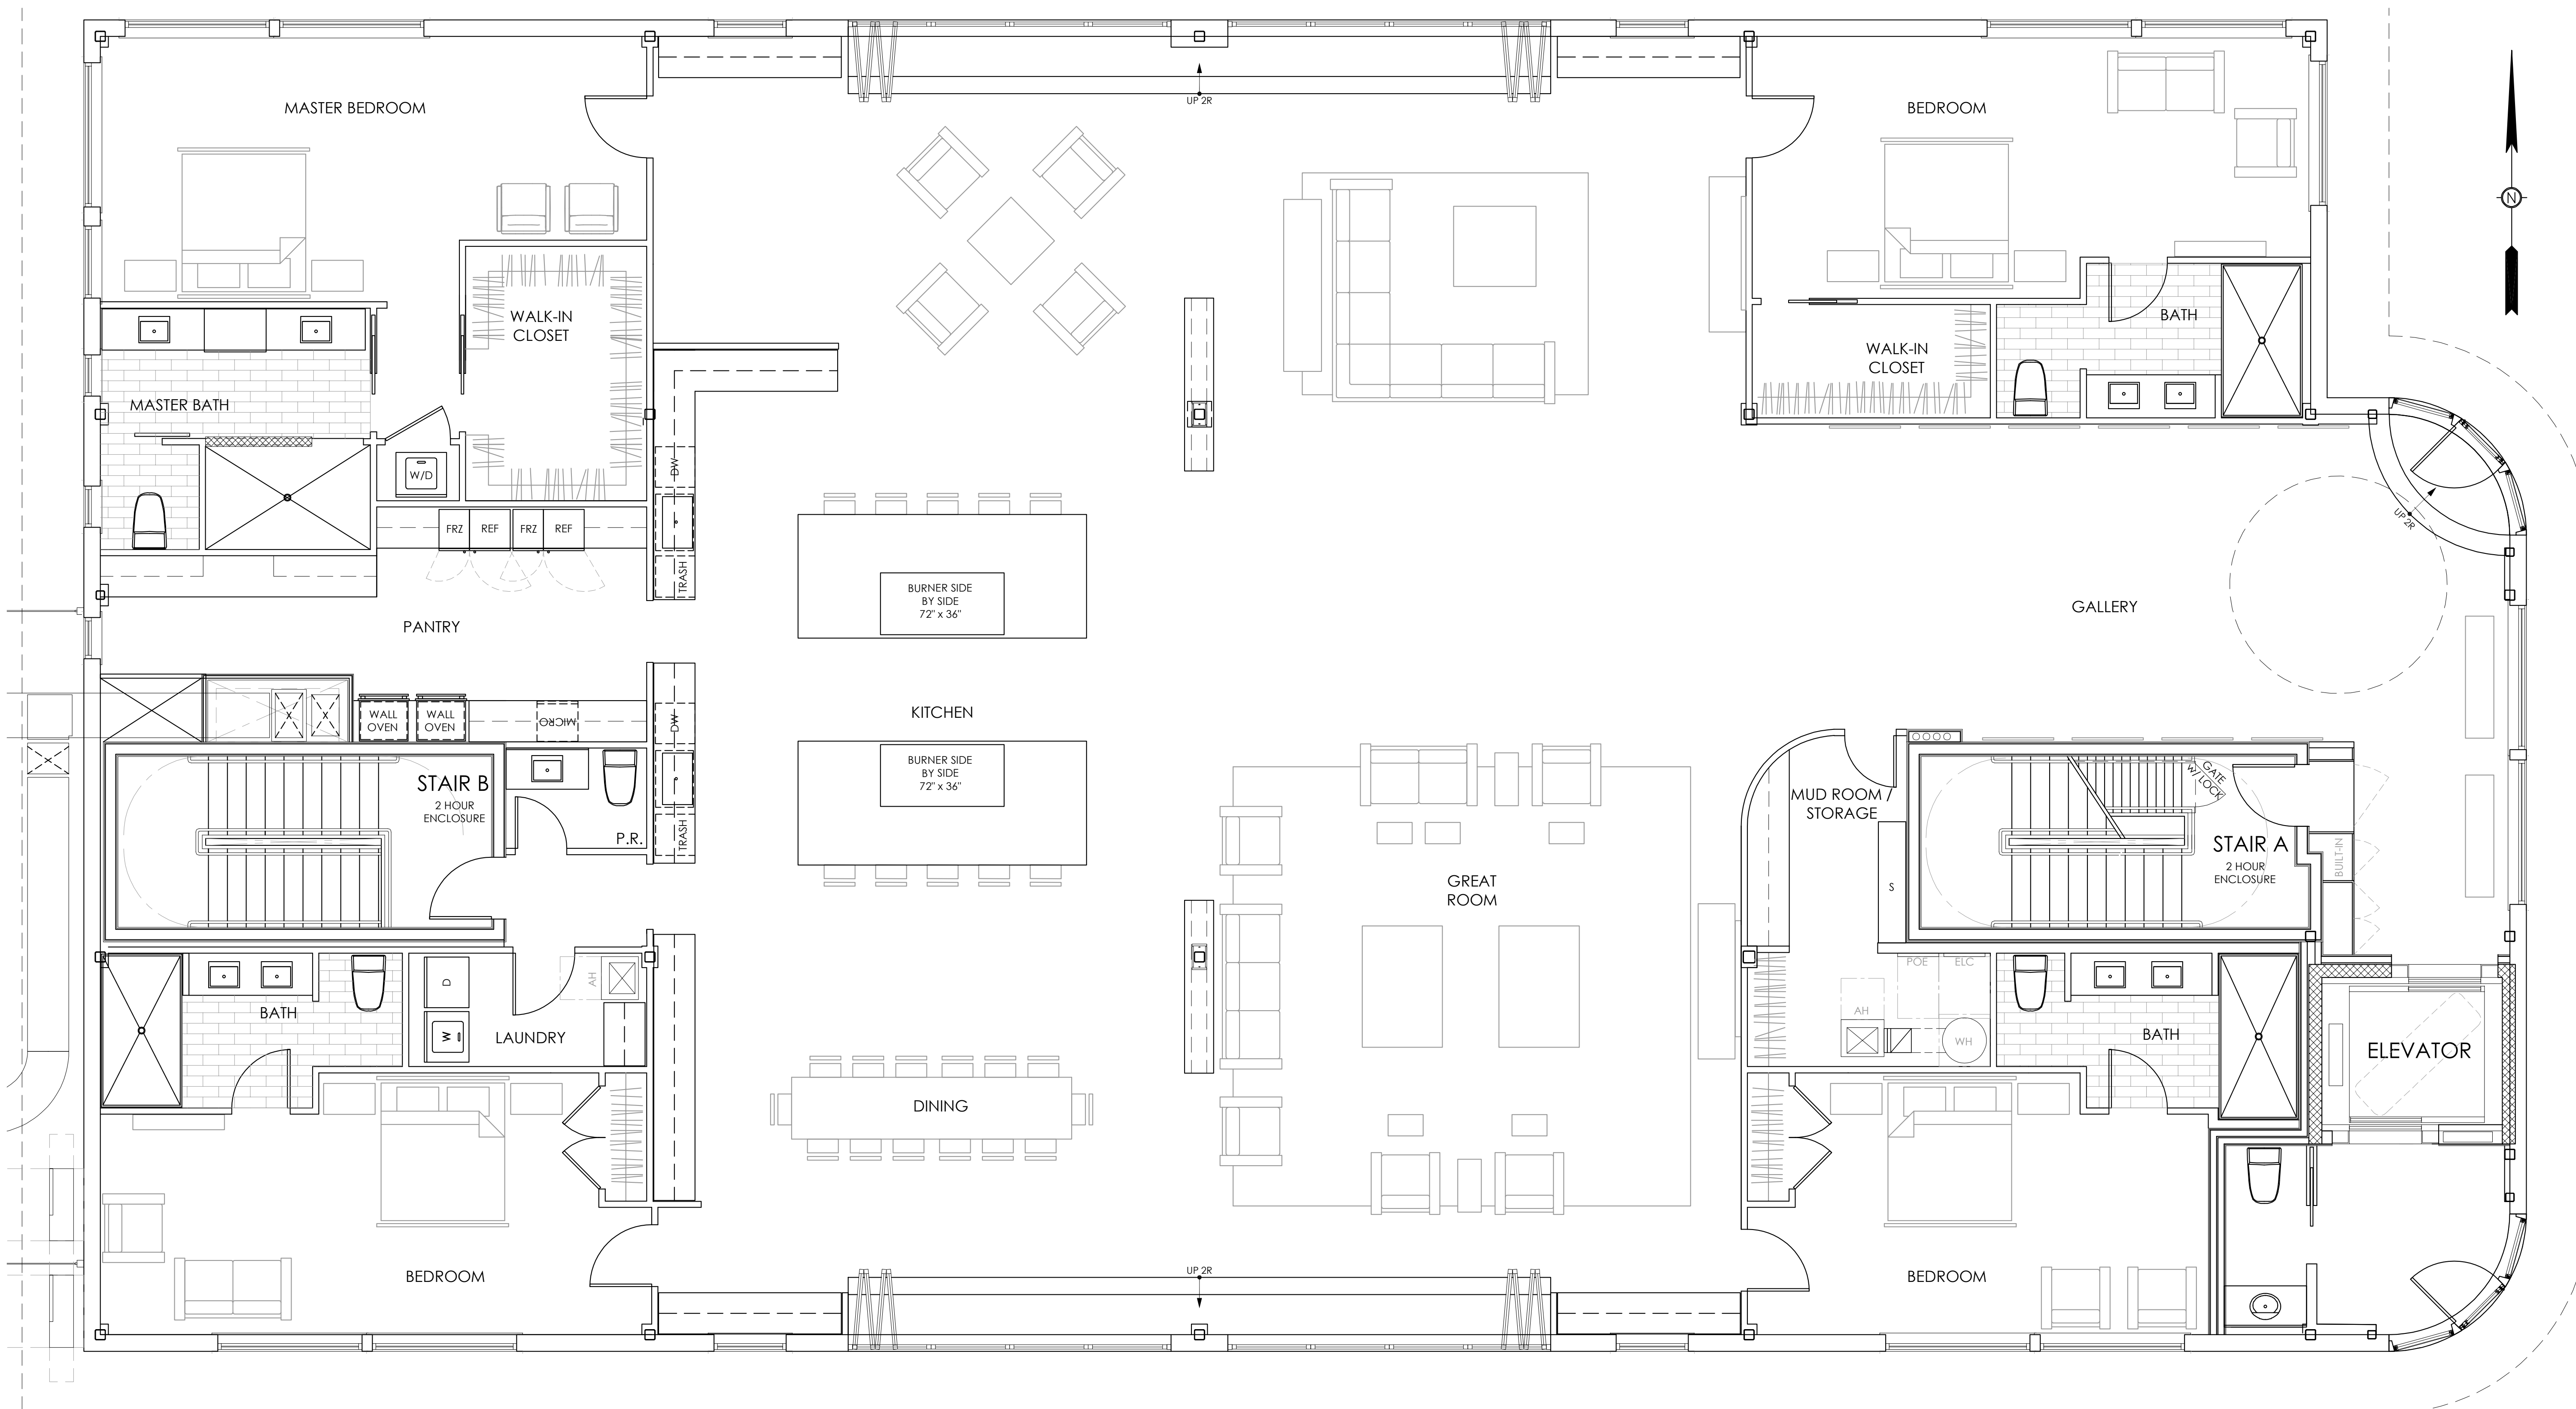 MASTER BEDROOM
UP 2R
BEDROOM
N
WALK-IN
CLOSET
BATH
WALK-IN
CLOSET
MASTER BATH
W/D
DW
FRZ
REF
FRZ
REF
TRASH
UP 2R
BURNER SIDE
BY SIDE
72" x 36"
PANTRY
GALLERY
KITCHEN
WALL
OVEN
WALL
OVEN
MICRO
DW
STAIR B
2 HOUR
ENCLOSURE
P.R.
TRASH
BURNER SIDE
BY SIDE
72" x 36"
MUD ROOM /
STORAGE
GATE
W/ LOCK
STAIR A
2 HOUR
ENCLOSURE
BUILT-IN
S
GREAT
ROOM
D
AH
POE
ELC
BATH
W
LAUNDRY
AH
WH
BATH
ELEVATOR
DINING
BEDROOM
UP 2R
BEDROOM